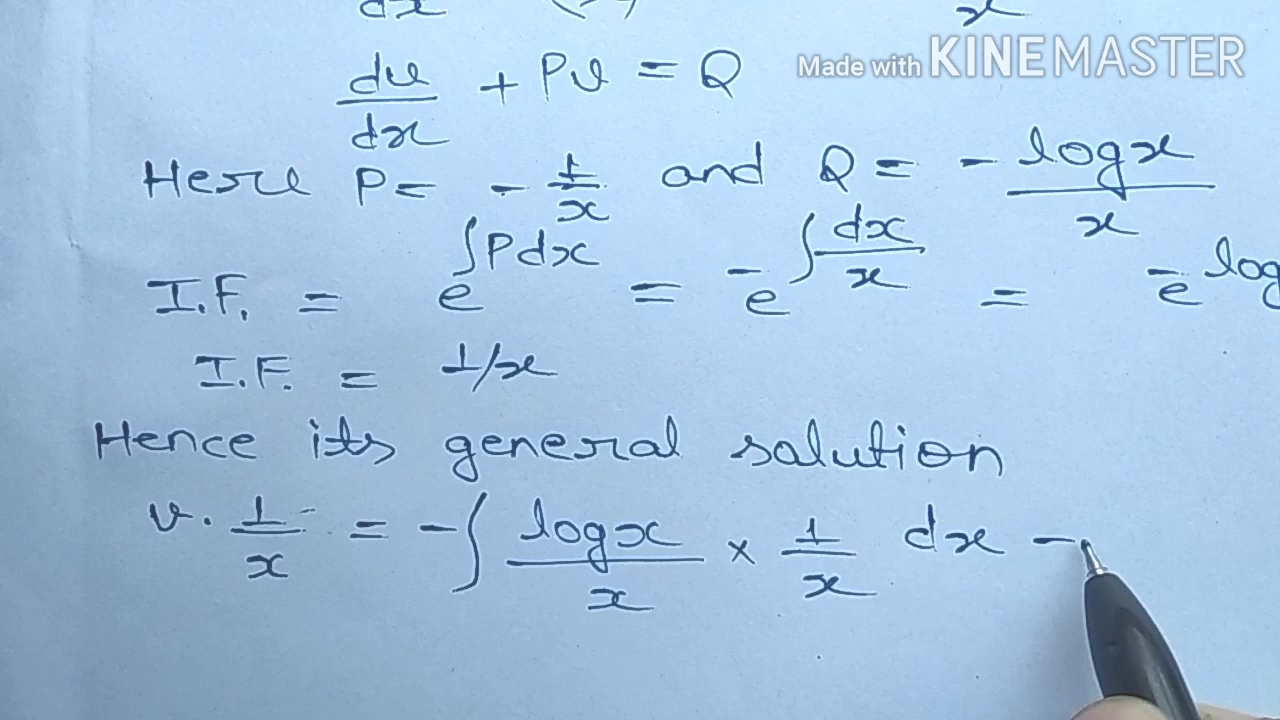 dx (x) x
Made with KINEMASTER
dv/dx + Pv = Q
Here P = - 1/x and Q = - log x/x
I.F. = e^∫Pdx = e^-∫dx/x = e^-log
I.F. = 1/x
Hence its general solution
v. 1/x = -∫ log x/x × 1/x dx -